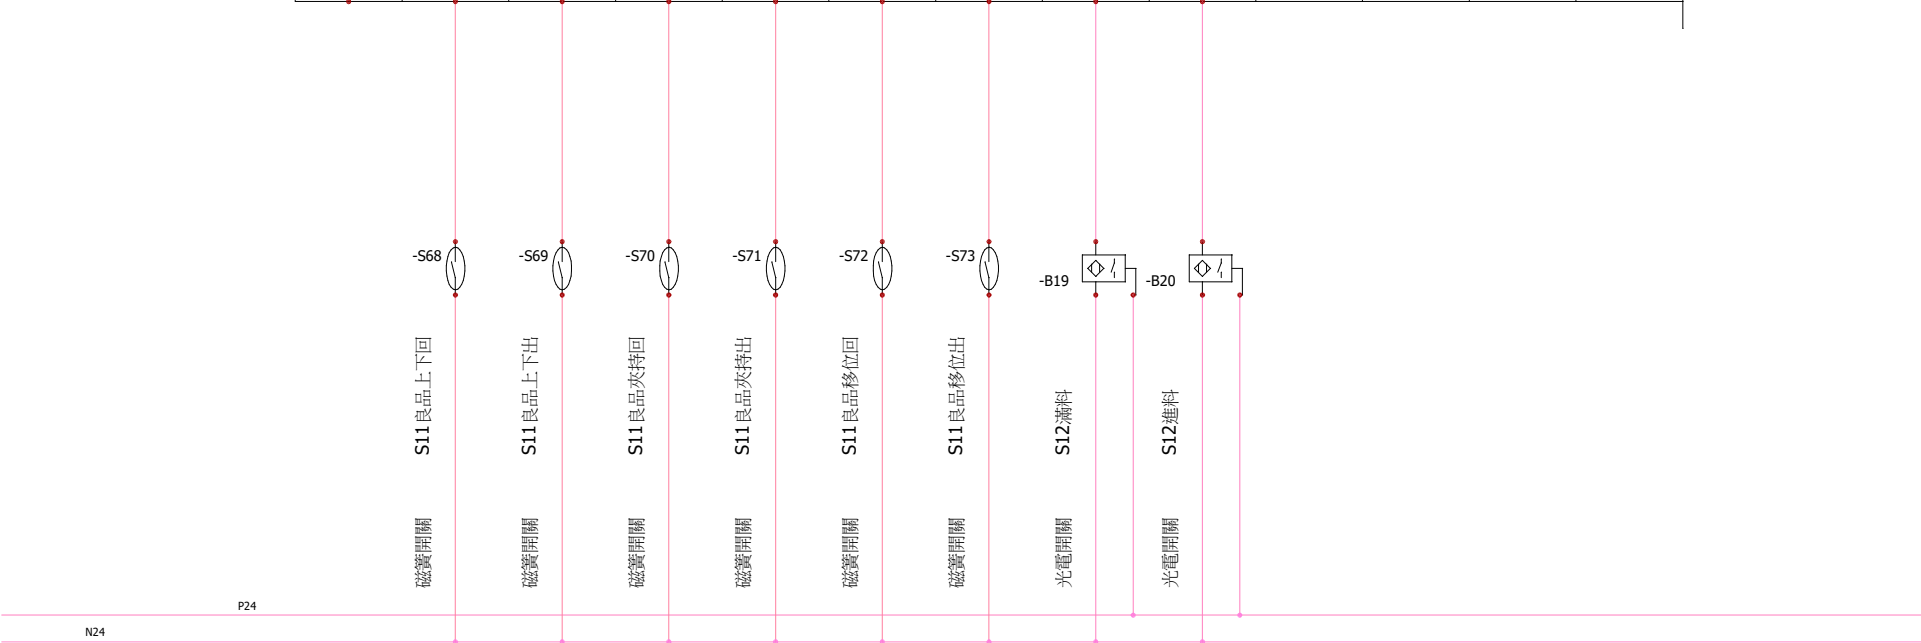 -S68
-S69
-S70
-S71
-S72
-S73
-B19
-B20
S11良品上下回
S11良品上下出
S11良品夾持回
S11良品夾持出
S11良品移位回
S11良品移位出
S12滿料
S12進料
磁簧開關
磁簧開關
磁簧開關
磁簧開關
磁簧開關
磁簧開關
光電開關
光電開關
P24
N24